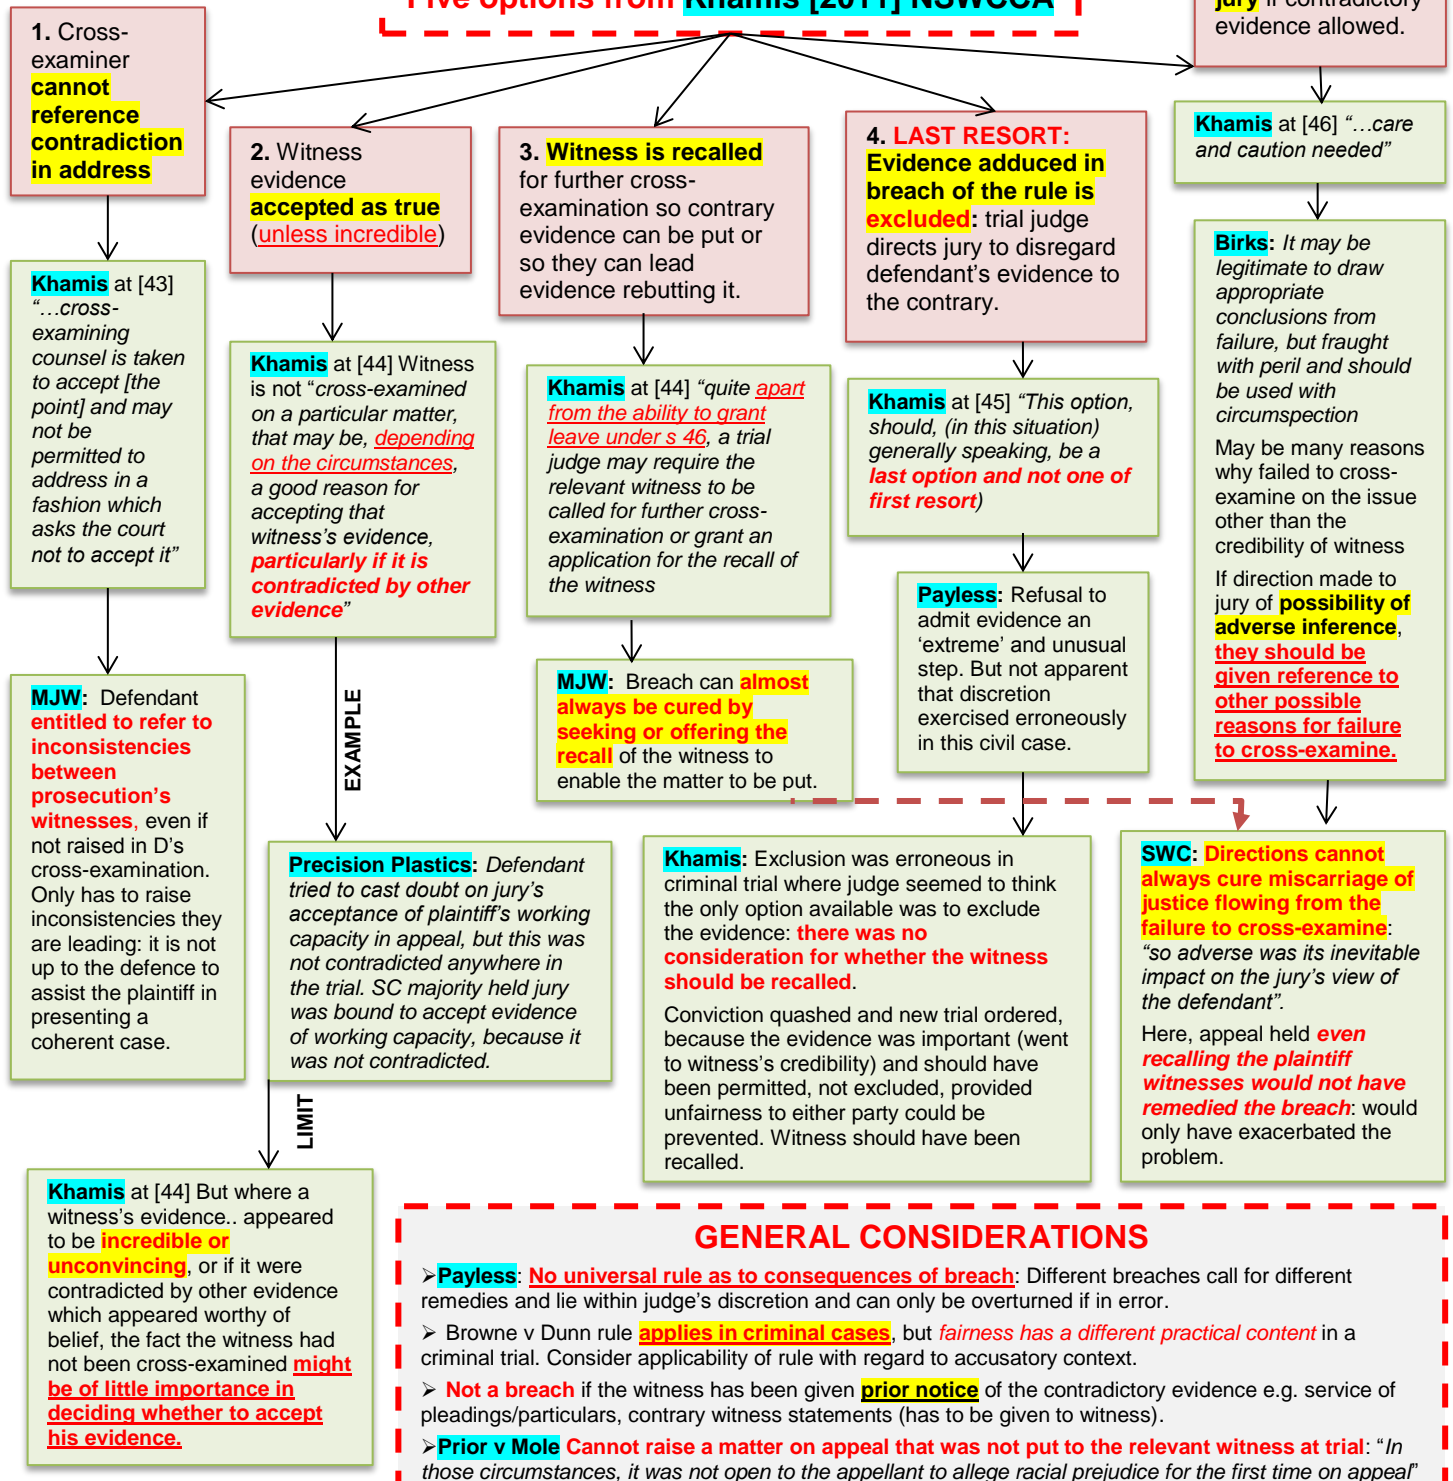 Five options from Khamis [2011] NSWCCA
jury if contradictory
evidence allowed.
1. Cross-
examiner
cannot
reference
contradiction
in address
2. Witness
evidence
accepted as true
(unless incredible)
3. Witness is recalled
for further cross-
examination so contrary
evidence can be put or
so they can lead
evidence rebutting it.
4. LAST RESORT:
Evidence adduced in
breach of the rule is
excluded: trial judge
directs jury to disregard
defendant's evidence to
the contrary.
Khamis at [46] "…care
and caution needed"
Khamis at [43]
"…cross-
examining
counsel is taken
to accept [the
point] and may
not be
permitted to
address in a
fashion which
asks the court
not to accept it"
Khamis at [44] Witness
is not "cross-examined
on a particular matter,
that may be, depending
on the circumstances,
a good reason for
accepting that
witness's evidence,
particularly if it is
contradicted by other
evidence"
Khamis at [44] "quite apart
from the ability to grant
leave under s 46, a trial
judge may require the
relevant witness to be
called for further cross-
examination or grant an
application for the recall of
the witness
Khamis at [45] "This option,
should, (in this situation)
generally speaking, be a
last option and not one of
first resort)
Birks: It may be
legitimate to draw
appropriate
conclusions from
failure, but fraught
with peril and should
be used with
circumspection
May be many reasons
why failed to cross-
examine on the issue
other than the
credibility of witness
If direction made to
jury of possibility of
adverse inference,
they should be
given reference to
other possible
reasons for failure
to cross-examine.
MJW: Defendant
entitled to refer to
inconsistencies
between
prosecution's
witnesses, even if
not raised in D's
cross-examination.
Only has to raise
inconsistencies they
are leading: it is not
up to the defence to
assist the plaintiff in
presenting a
coherent case.
EXAMPLE
MJW: Breach can almost
always be cured by
seeking or offering the
recall of the witness to
enable the matter to be put.
Payless: Refusal to
admit evidence an
'extreme' and unusual
step. But not apparent
that discretion
exercised erroneously
in this civil case.
Precision Plastics: Defendant
tried to cast doubt on jury's
acceptance of plaintiff's working
capacity in appeal, but this was
not contradicted anywhere in
the trial. SC majority held jury
was bound to accept evidence
of working capacity, because it
was not contradicted.
Khamis: Exclusion was erroneous in
criminal trial where judge seemed to think
the only option available was to exclude
the evidence: there was no
consideration for whether the witness
should be recalled.
Conviction quashed and new trial ordered,
because the evidence was important (went
to witness's credibility) and should have
been permitted, not excluded, provided
unfairness to either party could be
prevented. Witness should have been
recalled.
SWC: Directions cannot
always cure miscarriage of
justice flowing from the
failure to cross-examine:
"so adverse was its inevitable
impact on the jury's view of
the defendant".
Here, appeal held even
recalling the plaintiff
witnesses would not have
remedied the breach: would
only have exacerbated the
problem.
LIMIT
Khamis at [44] But where a
witness's evidence.. appeared
to be incredible or
unconvincing, or if it were
contradicted by other evidence
which appeared worthy of
belief, the fact the witness had
not been cross-examined might
be of little importance in
deciding whether to accept
his evidence.
GENERAL CONSIDERATIONS
➢Payless: No universal rule as to consequences of breach: Different breaches call for different
remedies and lie within judge's discretion and can only be overturned if in error.
➢ Browne v Dunn rule applies in criminal cases, but fairness has a different practical content in a
criminal trial. Consider applicability of rule with regard to accusatory context.
➢ Not a breach if the witness has been given prior notice of the contradictory evidence e.g. service of
pleadings/particulars, contrary witness statements (has to be given to witness).
➢Prior v Mole Cannot raise a matter on appeal that was not put to the relevant witness at trial: "In
those circumstances, it was not open to the appellant to allege racial prejudice for the first time on appeal"